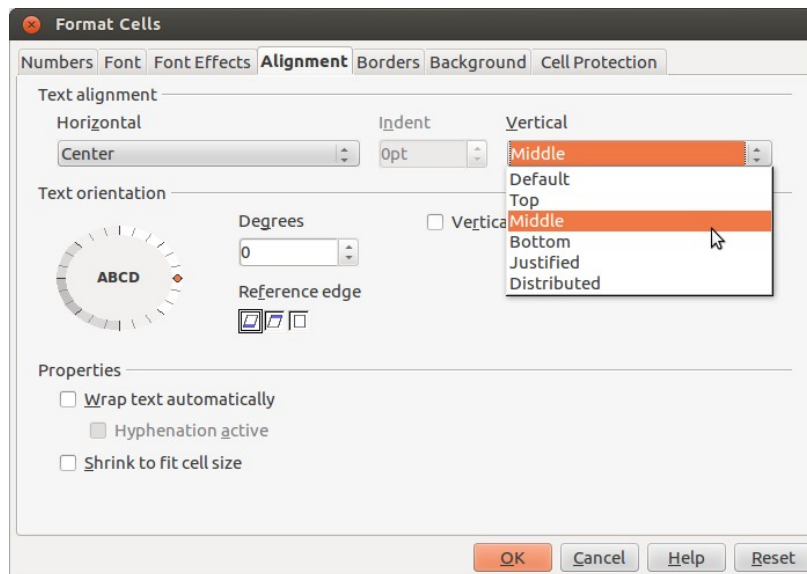 Format Cells
Numbers Font Font Effects Alignment Borders Background Cell Protection
Text alignment
Horizontal Indent Vertical
Center 0pt Middle
Default
Top
Middle
Bottom
Justified
Distributed
Text orientation
Degrees
0
ABCD
Reference edge
Properties
Wrap text automatically
Hyphenation active
Shrink to fit cell size
OK Cancel Help Reset